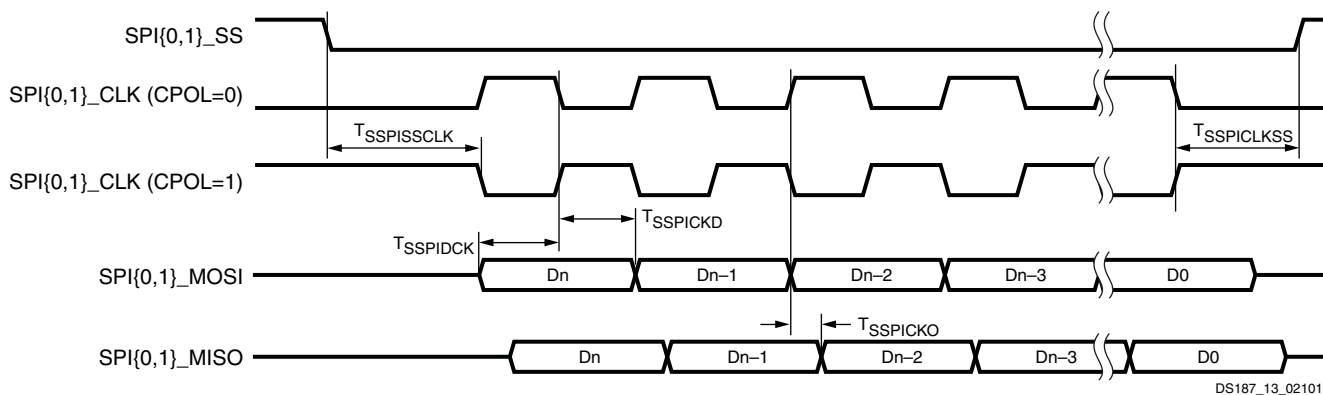 SPI{0,1}_SS
SPI{0,1}_CLK (CPOL=0)
TSSPISSCLK
TSSPICLKSS
SPI{0,1}_CLK (CPOL=1)
TSSPICKD
TSSPIDCK
SPI{0,1}_MOSI
Dn
Dn–1
Dn–2
Dn–3
D0
TSSPICKO
SPI{0,1}_MISO
Dn
Dn–1
Dn–2
Dn–3
D0
DS187_13_02101